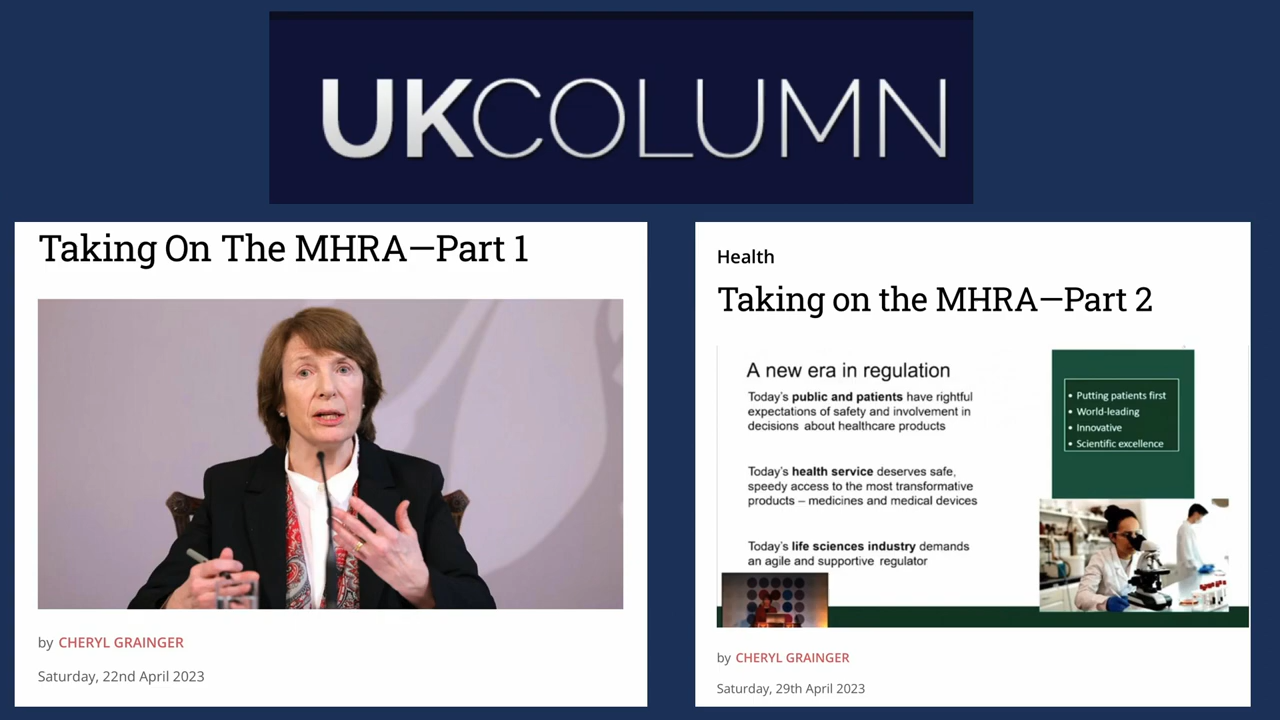 UKCOLUMN
Taking On The MHRA—Part 1
by CHERYL GRAINGER
Saturday, 22nd April 2023
Health
Taking on the MHRA—Part 2
A new era in regulation
Today's public and patients have rightful
expectations of safety and involvement in
decisions about healthcare products
Today's health service deserves safe,
speedy access to the most transformative
products – medicines and medical devices
Today's life sciences industry demands
an agile and supportive regulator
• Putting patients first
• World-leading
• Innovative
• Scientific excellence
by CHERYL GRAINGER
Saturday, 29th April 2023